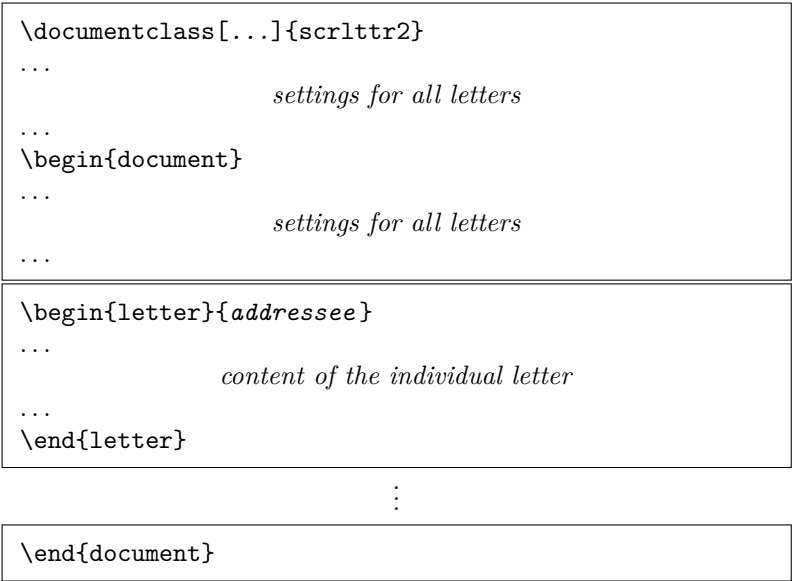 \documentclass[...]{scrlttr2}
...
settings for all letters
...
\begin{document}
...
settings for all letters
...
\begin{letter}{addressee}
...
content of the individual letter
...
\end{letter}
⋮
\end{document}